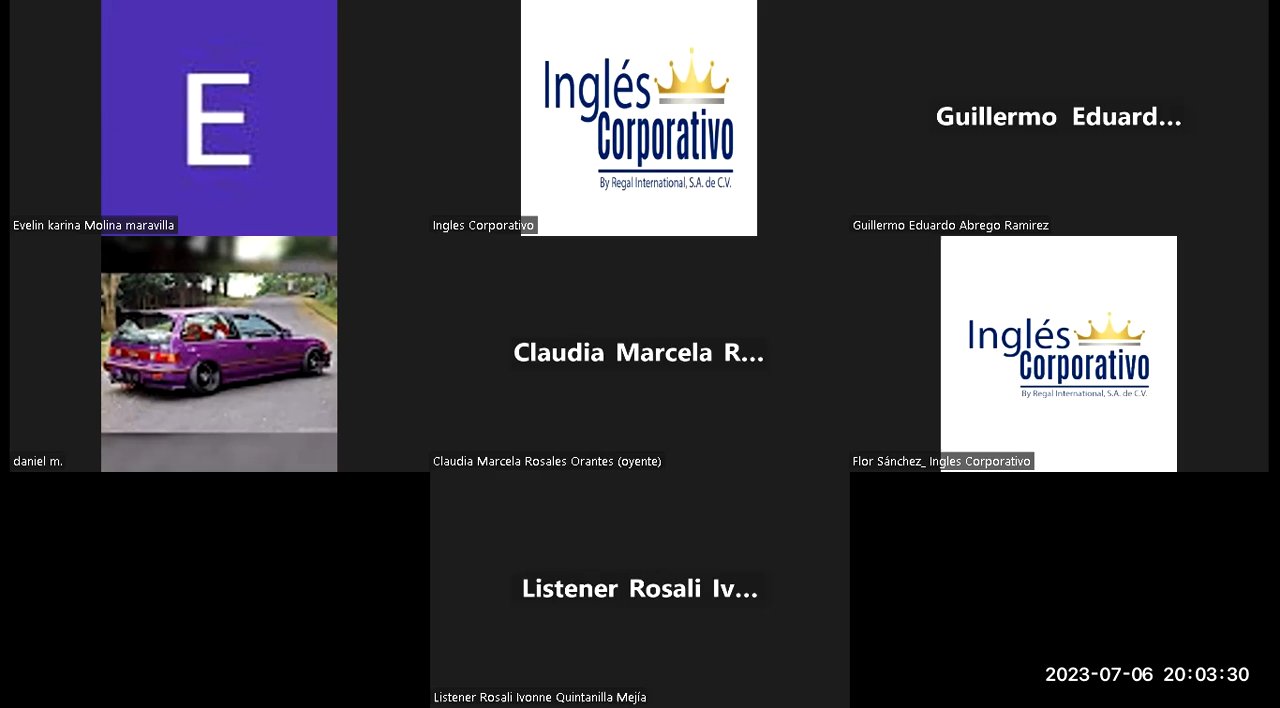 E
Inglés
Corporativo
By Regal International, S.A. de C.V.
Guillermo Eduard...
Evelin karina Molina maravilla
Ingles Corporativo
Guillermo Eduardo Abrego Ramirez
Claudia Marcela R...
Inglés
Corporativo
By Regal International, S.A. de C.V.
daniel m.
Claudia Marcela Rosales Orantes (oyente)
Flor Sánchez_ Ingles Corporativo
Listener Rosali Iv...
2023-07-06 20:03:30
Listener Rosali Ivonne Quintanilla Mejía